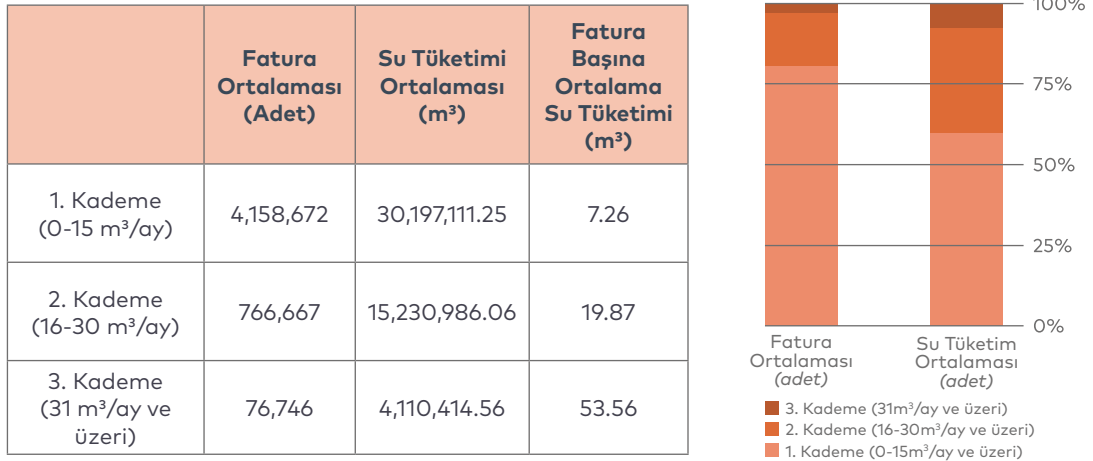 Fatura
Ortalaması
(Adet)
Su Tüketimi
Ortalaması
(m³)
Fatura
Başına
Ortalama
Su Tüketimi
(m³)
1. Kademe
(0-15 m³/ay)
4,158,672
30,197,111.25
7.26
2. Kademe
(16-30 m³/ay)
766,667
15,230,986.06
19.87
3. Kademe
(31 m³/ay ve
üzeri)
76,746
4,110,414.56
53.56
100%
75%
50%
25%
0%
Fatura
Ortalaması
(adet)
Su Tüketim
Ortalaması
(adet)
3. Kademe (31m³/ay ve üzeri)
2. Kademe (16-30m³/ay ve üzeri)
1. Kademe (0-15m³/ay ve üzeri)